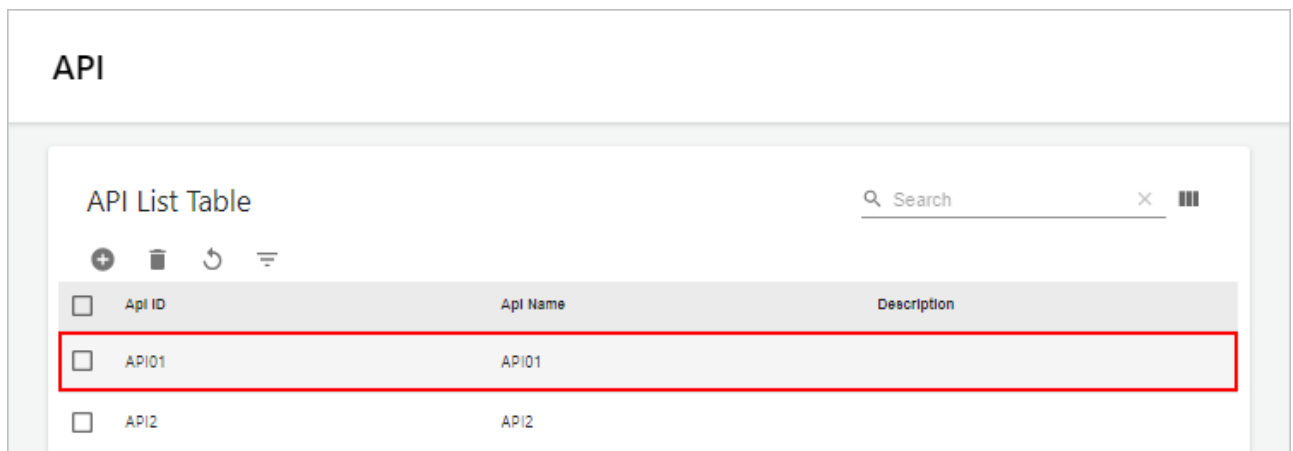 API
API List Table
Search
Api ID Api Name Description
API01 API01
API2 API2